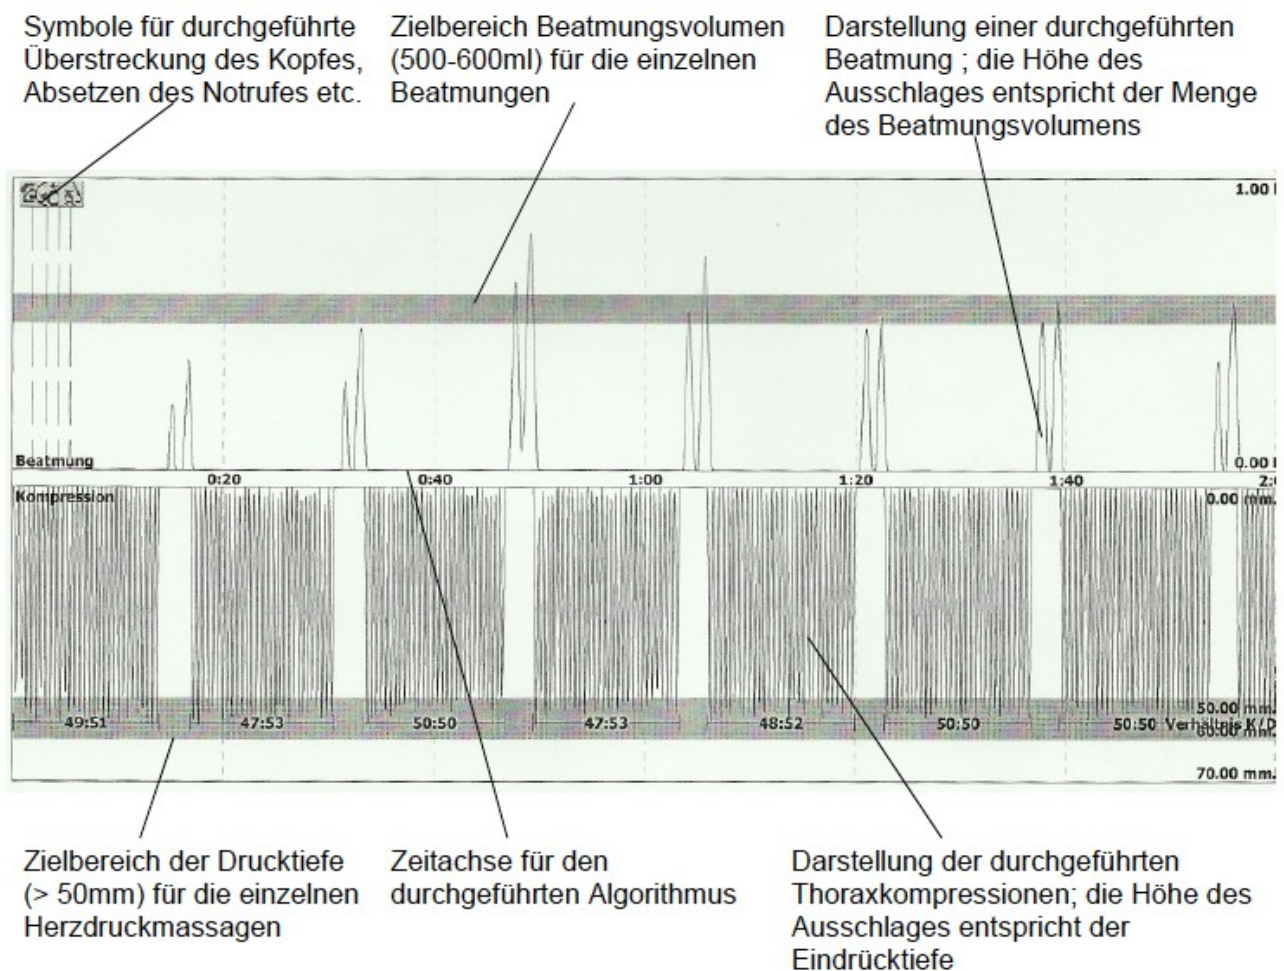 Symbole für durchgeführte
Überstreckung des Kopfes,
Absetzen des Notrufes etc.
Zielbereich Beatmungsvolumen
(500-600ml) für die einzelnen
Beatmungen
Darstellung einer durchgeführten
Beatmung ; die Höhe des
Ausschlages entspricht der Menge
des Beatmungsvolumens
1.00 l
Beatmung
0.00 l
0:20 0:40 1:00 1:20 1:40
Kompression
0.00 mm.
50.00 mm.
49:51 47:53 50:50 47:53 48:52 50:50 50:50 Verhältnis K/D
60.00 mm.
70.00 mm.
Zielbereich der Drucktiefe
(> 50mm) für die einzelnen
Herzdruckmassagen
Zeitachse für den
durchgeführten Algorithmus
Darstellung der durchgeführten
Thoraxkompressionen; die Höhe des
Ausschlages entspricht der
Eindrücktiefe